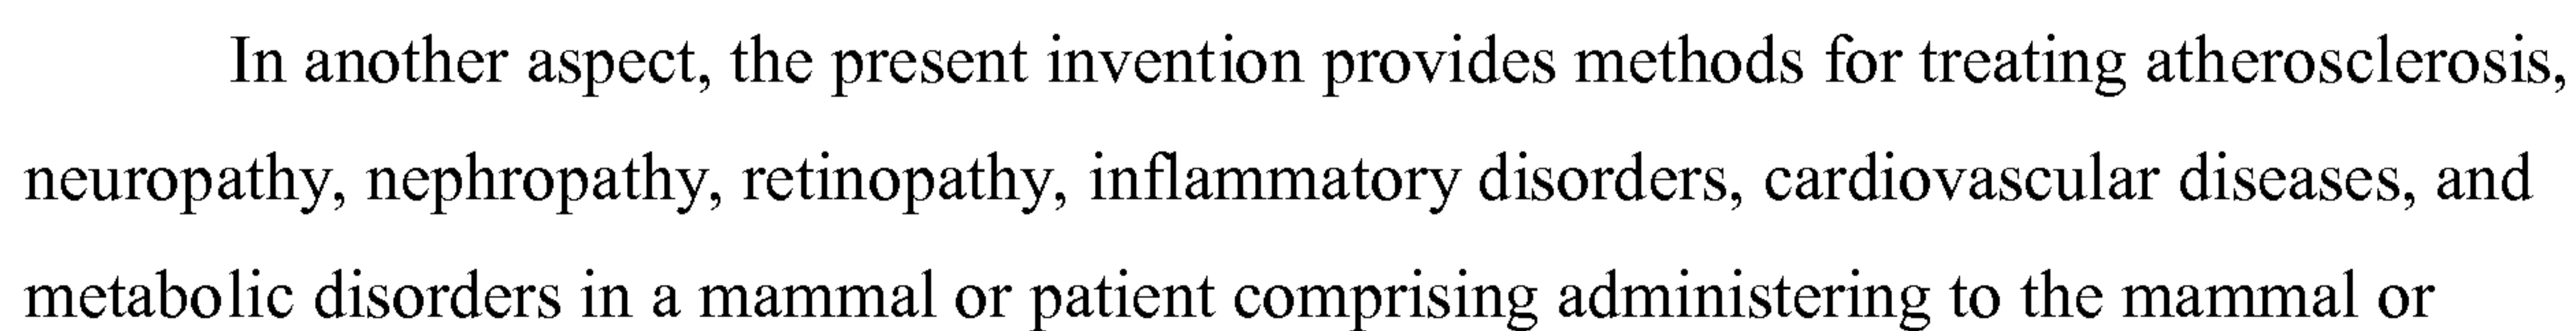 In another aspect, the present invention provides methods for treating atherosclerosis,
neuropathy, nephropathy, retinopathy, inflammatory disorders, cardiovascular diseases, and
metabolic disorders in a mammal or patient comprising administering to the mammal or